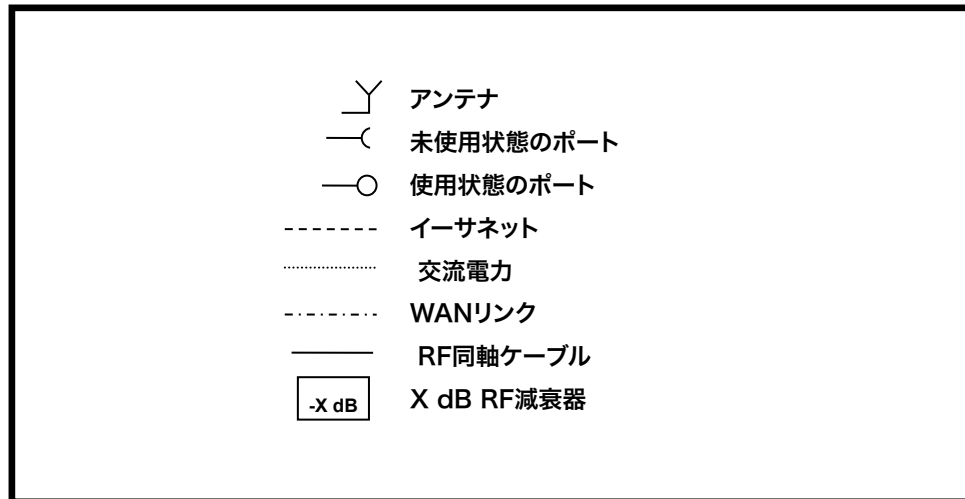 アンテナ
未使用状態のポート
使用状態のポート
イーサネット
交流電力
WANリンク
RF同軸ケーブル
-X dB X dB RF減衰器